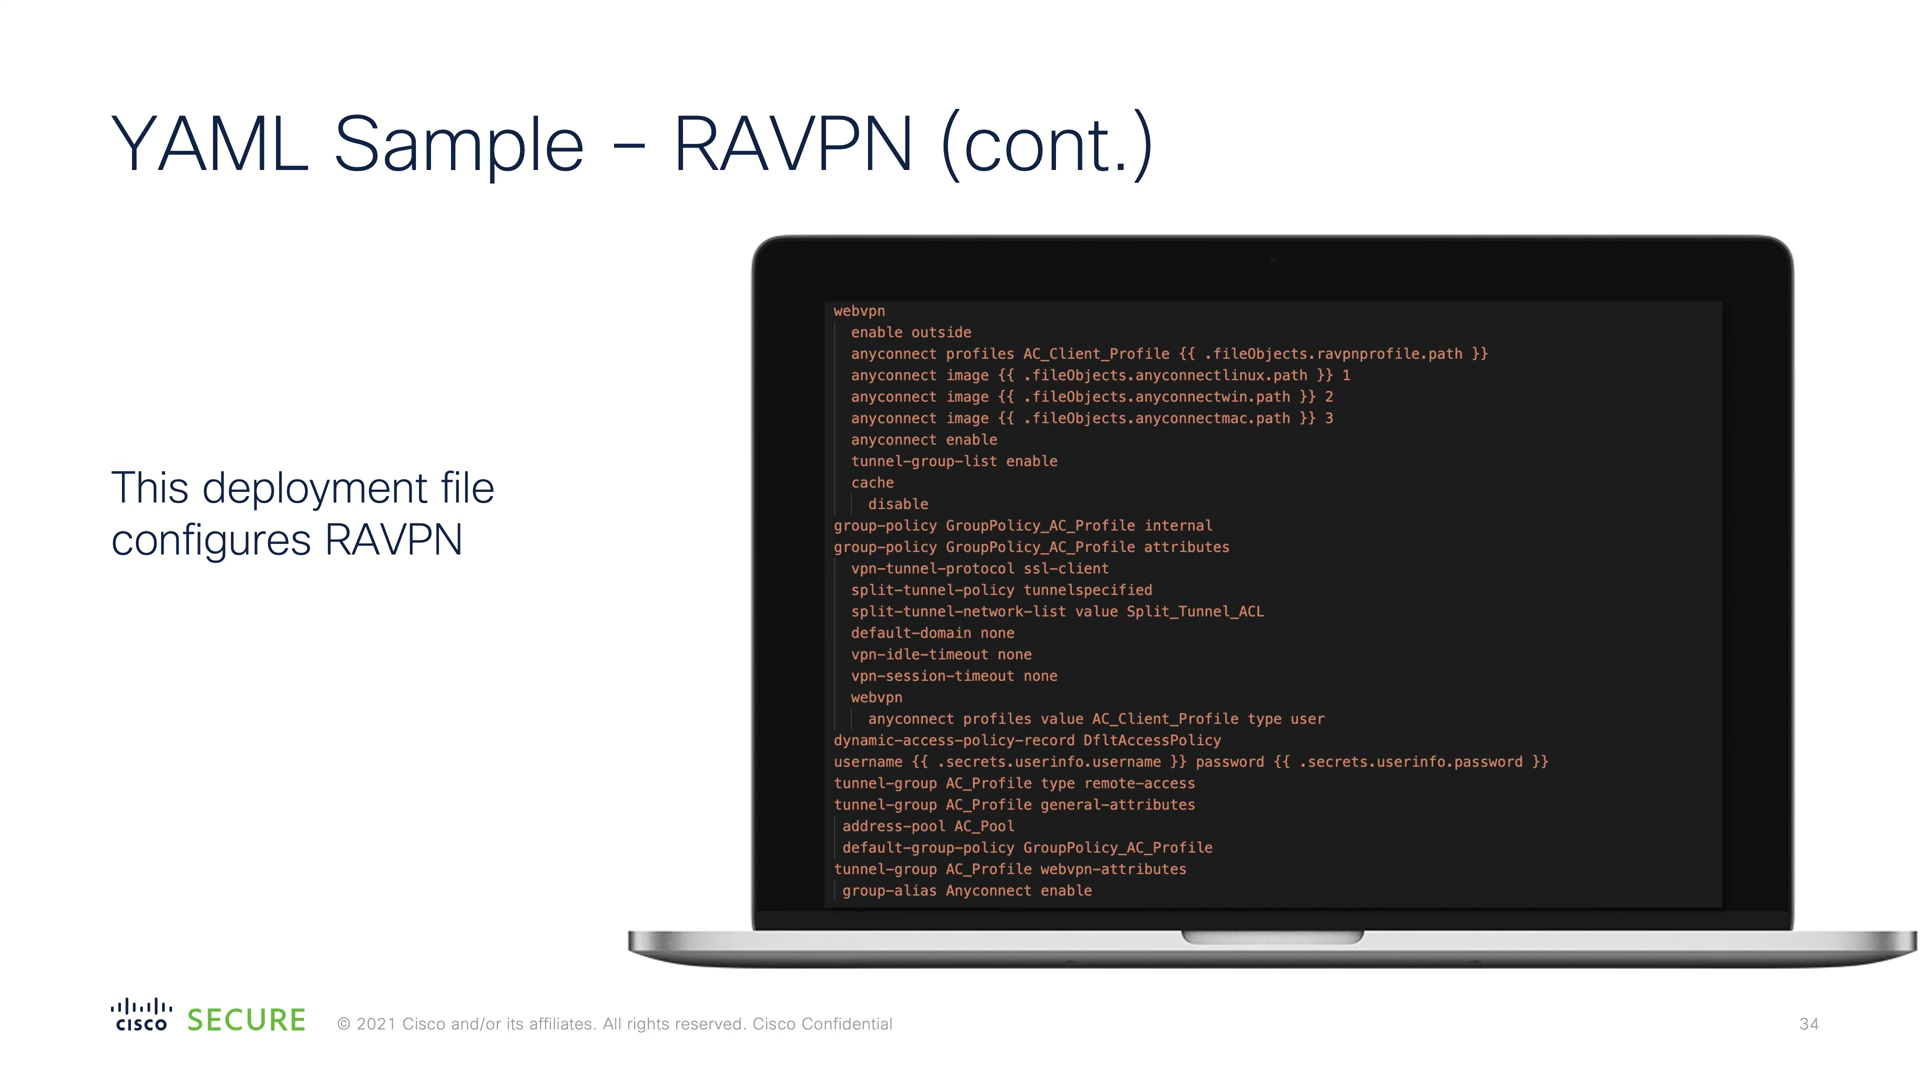 YAML Sample – RAVPN (cont.)
This deployment file
configures RAVPN
webvpn
enable outside
anyconnect profiles AC_Client_Profile {{ .fileObjects.ravpnprofile.path }}
anyconnect image {{ .fileObjects.anyconnectlinux.path }} 1
anyconnect image {{ .fileObjects.anyconnectwin.path }} 2
anyconnect image {{ .fileObjects.anyconnectmac.path }} 3
anyconnect enable
tunnel-group-list enable
cache
disable
group-policy GroupPolicy_AC_Profile internal
group-policy GroupPolicy_AC_Profile attributes
vpn-tunnel-protocol ssl-client
split-tunnel-policy tunnelspecified
split-tunnel-network-list value Split_Tunnel_ACL
default-domain none
vpn-idle-timeout none
vpn-session-timeout none
webvpn
anyconnect profiles value AC_Client_Profile type user
dynamic-access-policy-record DfltAccessPolicy
username {{ .secrets.userinfo.username }} password {{ .secrets.userinfo.password }}
tunnel-group AC_Profile type remote-access
tunnel-group AC_Profile general-attributes
address-pool AC_Pool
default-group-policy GroupPolicy_AC_Profile
tunnel-group AC_Profile webvpn-attributes
group-alias Anyconnect enable
CISCO SECURE © 2021 Cisco and/or its affiliates. All rights reserved. Cisco Confidential 34